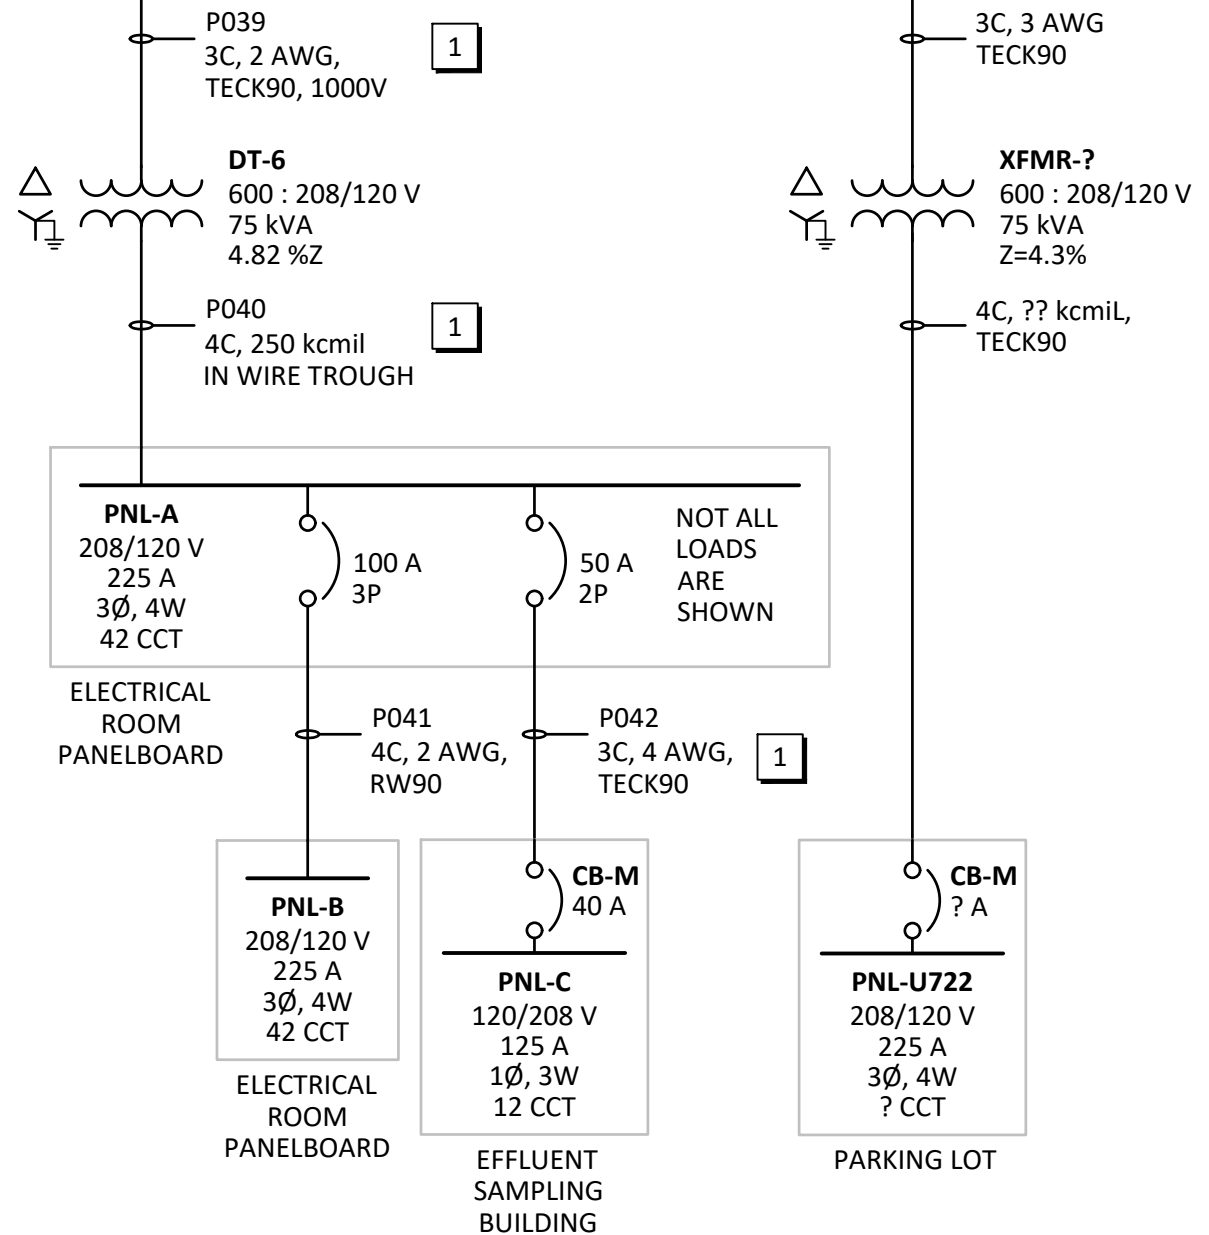 P039
3C, 2 AWG,
TECK90, 1000V
1
3C, 3 AWG
TECK90
DT-6
600 : 208/120 V
75 kVA
4.82 %Z
XFMR-?
600 : 208/120 V
75 kVA
Z=4.3%
P040
4C, 250 kcmil
IN WIRE TROUGH
1
4C, ?? kcmiL,
TECK90
PNL-A
208/120 V
225 A
3Ø, 4W
42 CCT
100 A
3P
50 A
2P
NOT ALL
LOADS
ARE
SHOWN
ELECTRICAL
ROOM
PANELBOARD
P041
4C, 2 AWG,
RW90
P042
3C, 4 AWG,
TECK90
1
PNL-B
208/120 V
225 A
3Ø, 4W
42 CCT
ELECTRICAL
ROOM
PANELBOARD
CB-M
40 A
PNL-C
120/208 V
125 A
1Ø, 3W
12 CCT
EFFLUENT
SAMPLING
BUILDING
CB-M
? A
PNL-U722
208/120 V
225 A
3Ø, 4W
? CCT
PARKING LOT